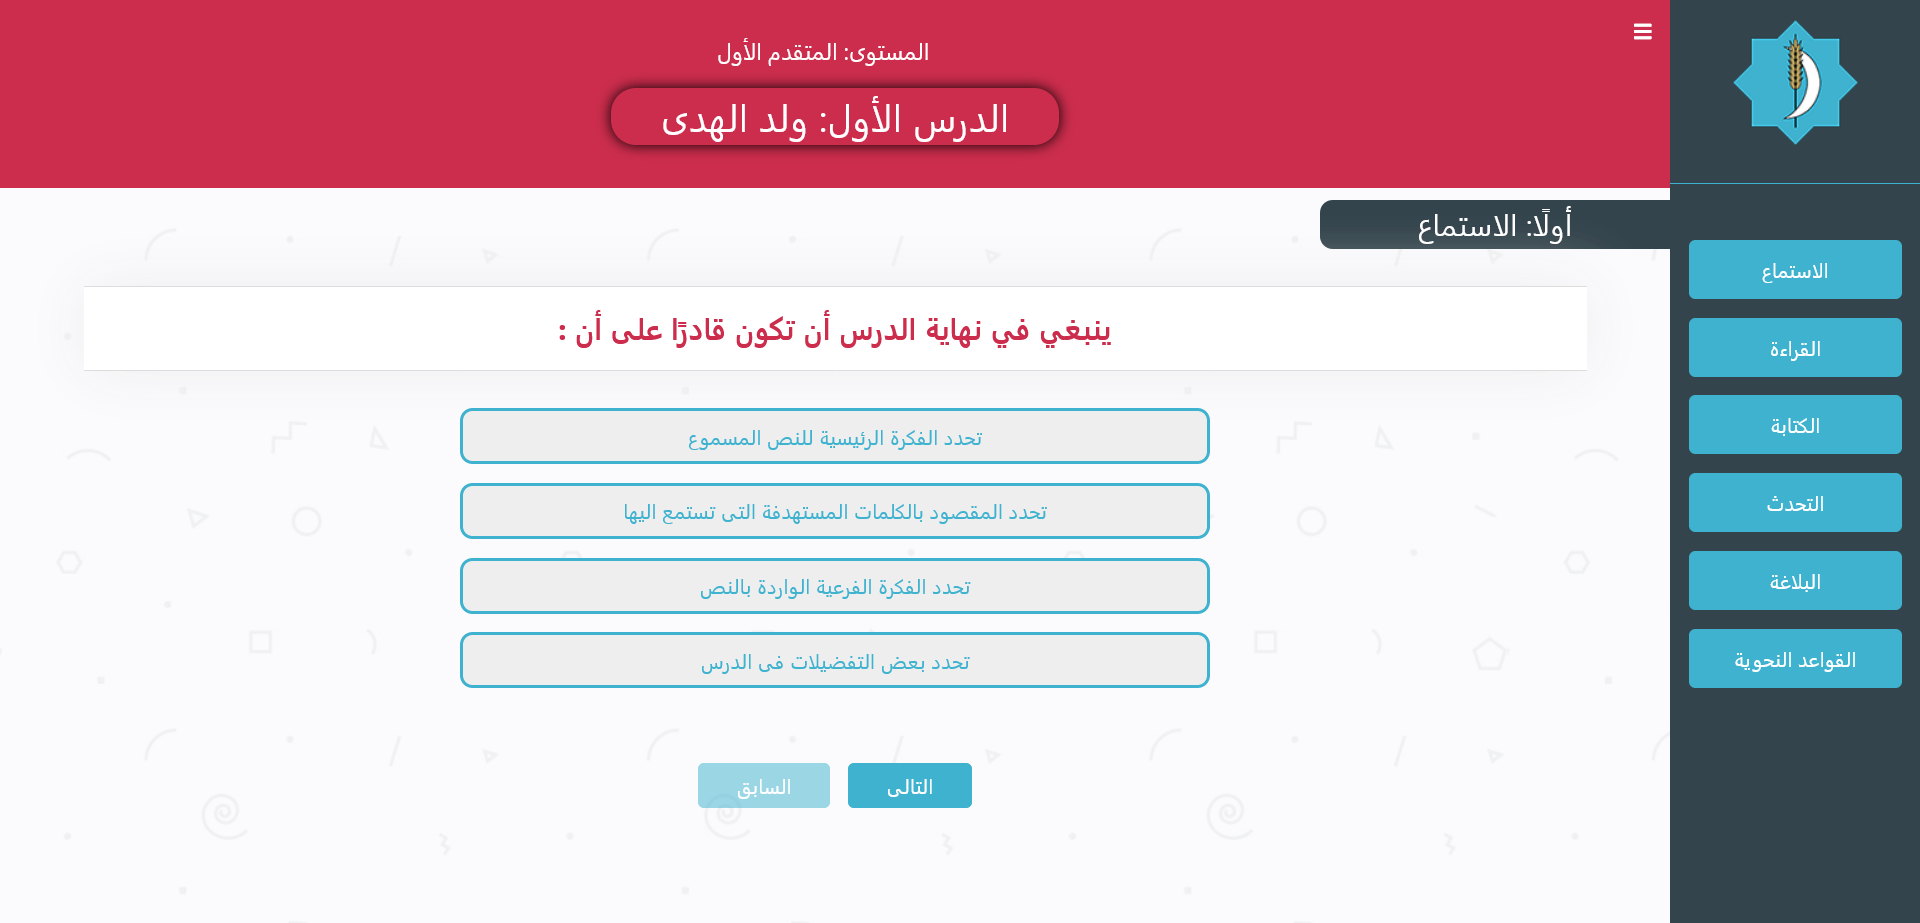 المستوى: المتقدم الأول
الدرس الأول: ولد الهدى
أولًا: الاستماع
ينبغي في نهاية الدرس أن تكون قادرًا على أن :
تحدد الفكرة الرئيسية للنص المسموع
تحدد المقصود بالكلمات المستهدفة التى تستمع اليها
تحدد الفكرة الفرعية الواردة بالنص
تحدد بعض التفضيلات فى الدرس
التالى
السابق
الاستماع
القراءة
الكتابة
التحدث
البلاغة
القواعد النحوية